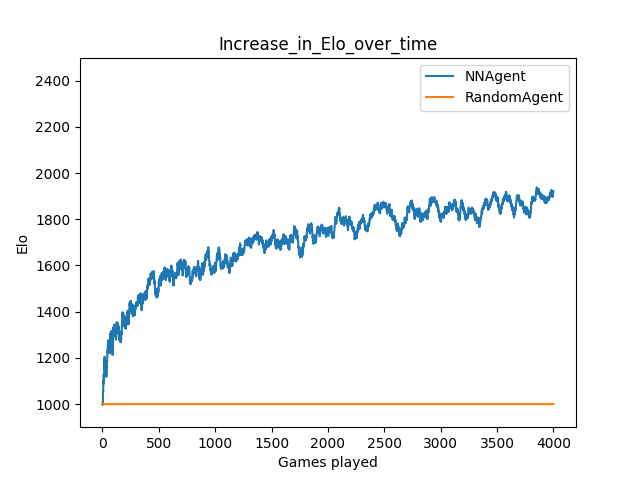 Increase_in_Elo_over_time
NNAgent
RandomAgent
2400
2200
2000
1800
1600
1400
1200
1000
Elo
0 500 1000 1500 2000 2500 3000 3500 4000
Games played